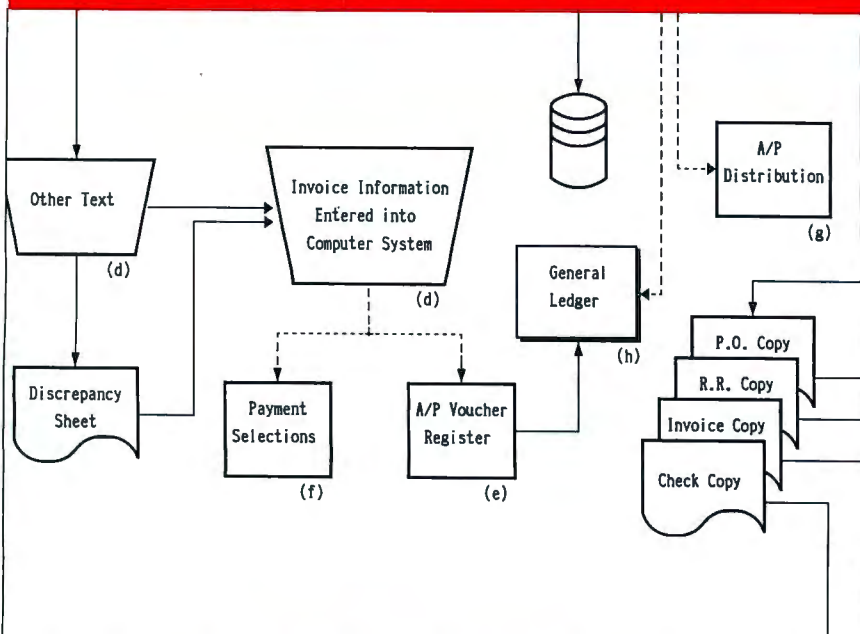 Other Text
(d)
Invoice Information
Entered into
Computer System
(d)
A/P
Distribution
(g)
General
Ledger
(h)
Discrepancy
Sheet
Payment
Selections
(f)
A/P Voucher
Register
(e)
P.O. Copy
R.R. Copy
Invoice Copy
Check Copy